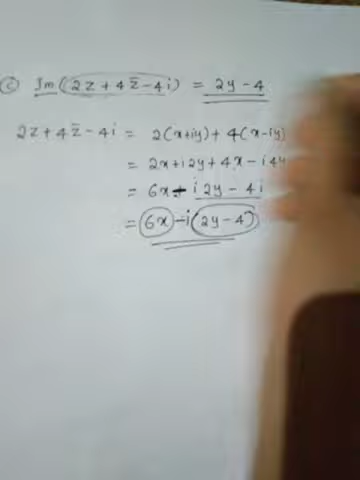 (c) Im(2z + 4z̄ - 4i) = 2y - 4
2z + 4z̄ - 4i = 2(x+iy) + 4(x-iy)
= 2x + i2y + 4x - i4y
= 6x - i2y - 4i
= 6x - i(2y - 4)